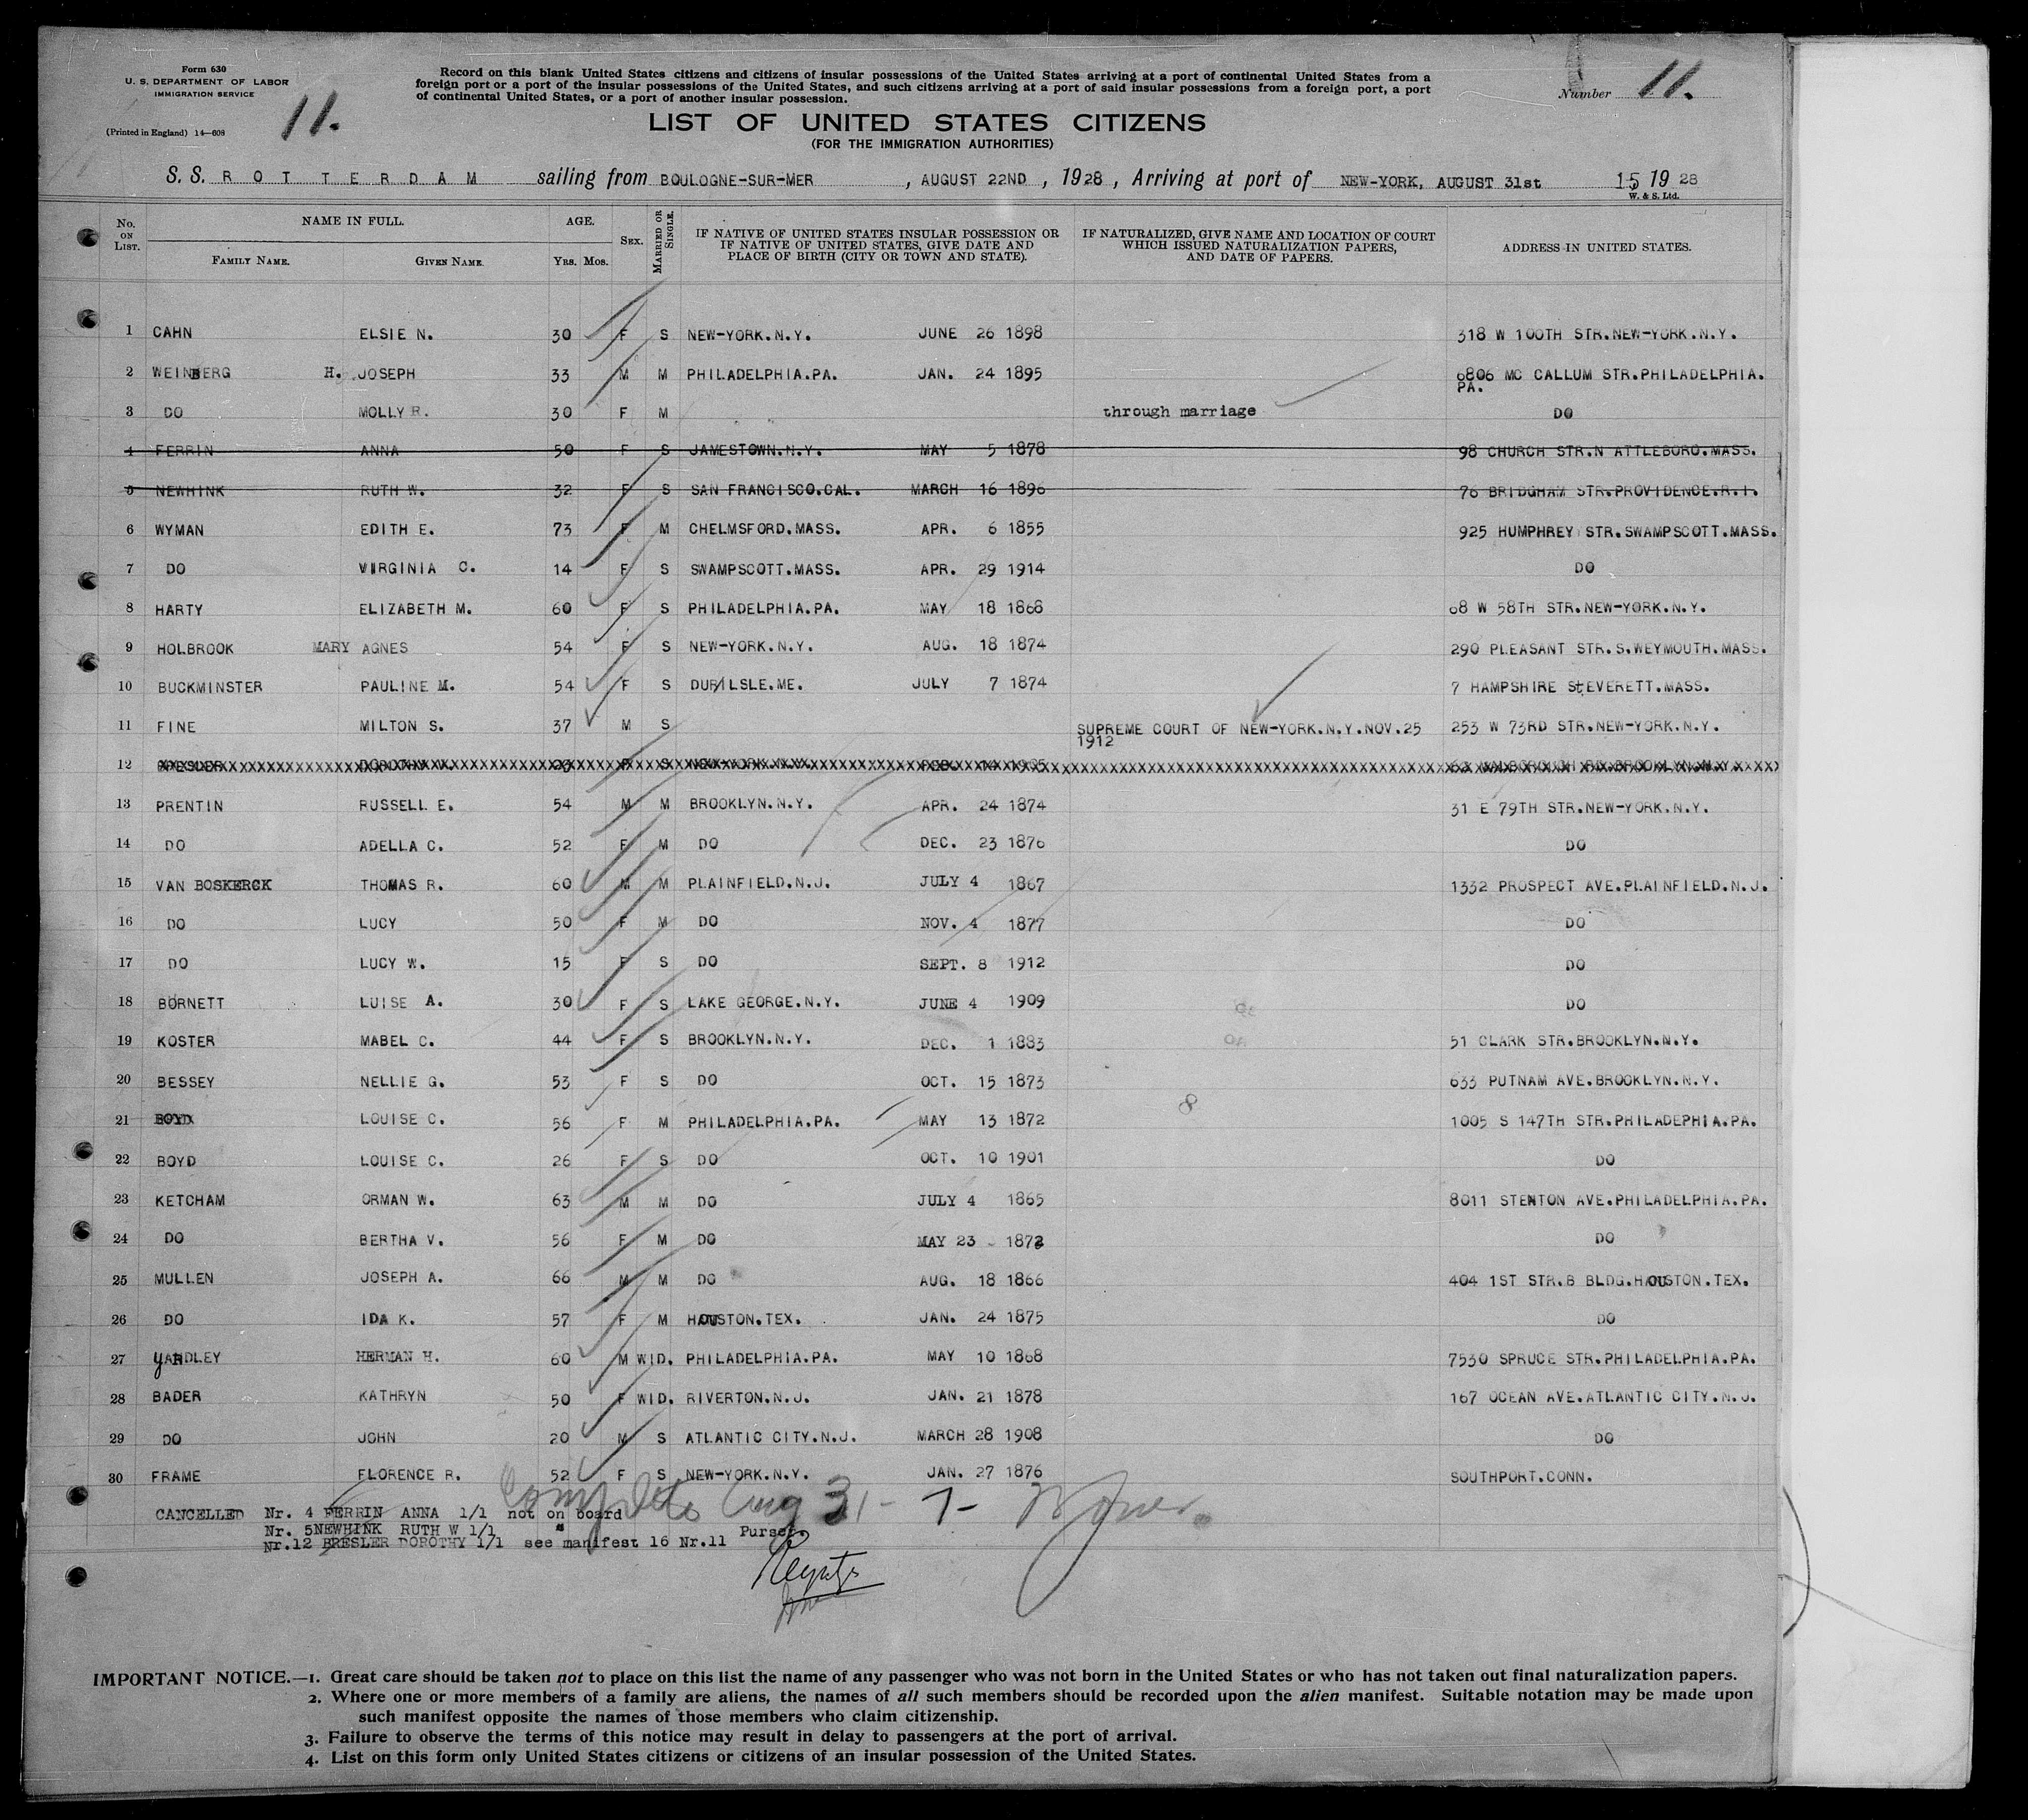 Form 630
U. S. DEPARTMENT OF LABOR
IMMIGRATION SERVICE
(Printed in England) 14—608
11.
Record on this blank United States citizens and citizens of insular possessions of the United States arriving at a port of continental United States from a
foreign port or a port of the insular possessions of the United States, and such citizens arriving at a port of said insular possessions from a foreign port, a port
of continental United States, or a port of another insular possession.
Number 11.
LIST OF UNITED STATES CITIZENS
(FOR THE IMMIGRATION AUTHORITIES)
S. S. ROTTERDAM sailing from BOULOGNE-SUR-MER, AUGUST 22ND, 1928, Arriving at port of NEW-YORK, AUGUST 31st 15 1928
W. & S. Ltd.
No. ON LIST. NAME IN FULL. AGE. SEX. MARRIED OR SINGLE. IF NATIVE OF UNITED STATES INSULAR POSSESSION OR IF NATIVE OF UNITED STATES, GIVE DATE AND PLACE OF BIRTH (CITY OR TOWN AND STATE). IF NATURALIZED, GIVE NAME AND LOCATION OF COURT WHICH ISSUED NATURALIZATION PAPERS, AND DATE OF PAPERS. ADDRESS IN UNITED STATES.
FAMILY NAME. GIVEN NAME. YRS. MOS.
1 CAHN ELSIE N. 30 F S NEW-YORK.N.Y. JUNE 26 1898 318 W 100TH STR.NEW-YORK.N.Y.
2 WEINBERG H. JOSEPH 33 M M PHILADELPHIA.PA. JAN. 24 1895 6806 MC CALLUM STR.PHILADELPHIA.
PA.
3 DO MOLLY R. 30 F M through marriage DO
4 FERRIN ANNA 50 F S JAMESTOWN.N.Y. MAY 5 1878 98 CHURCH STR.N ATTLEBORO.MASS.
5 NEWHINK RUTH W. 32 F S SAN FRANCISCO.CAL. MARCH 16 1896 76 BRIDGHAM STR.PROVIDENCE.R.I.
6 WYMAN EDITH E. 73 F M CHELMSFORD.MASS. APR. 6 1855 925 HUMPHREY STR.SWAMPSCOTT.MASS.
7 DO VIRGINIA C. 14 F S SWAMPSCOTT.MASS. APR. 29 1914 DO
8 HARTY ELIZABETH M. 60 F S PHILADELPHIA.PA. MAY 18 1868 68 W 58TH STR.NEW-YORK.N.Y.
9 HOLBROOK MARY AGNES 54 F S NEW-YORK.N.Y. AUG. 18 1874 290 PLEASANT STR.S.WEYMOUTH.MASS.
10 BUCKMINSTER PAULINE M. 54 F S DURILSLE.ME. JULY 7 1874 7 HAMPSHIRE St EVERETT.MASS.
11 FINE MILTON S. 37 M S SUPREME COURT OF NEW-YORK.N.Y.NOV.25 253 W 73RD STR.NEW-YORK.N.Y.
1912
12
13 PRENTIN RUSSELL E. 54 M M BROOKLYN.N.Y. APR. 24 1874 31 E 79TH STR.NEW-YORK.N.Y.
14 DO ADELLA C. 52 F M DO DEC. 23 1876 DO
15 VAN BOSKERCK THOMAS R. 60 M M PLAINFIELD.N.J. JULY 4 1867 1332 PROSPECT AVE.PLAINFIELD.N.J.
16 DO LUCY 50 F M DO NOV. 4 1877 DO
17 DO LUCY W. 15 F S DO SEPT. 8 1912 DO
18 BORNETT LUISE A. 30 F S LAKE GEORGE.N.Y. JUNE 4 1909 DO
19 KOSTER MABEL C. 44 F S BROOKLYN.N.Y. DEC. 1 1883 51 CLARK STR.BROOKLYN.N.Y.
20 BESSEY NELLIE G. 53 F S DO OCT. 15 1873 633 PUTNAM AVE.BROOKLYN.N.Y.
21 BOYD LOUISE C. 56 F M PHILADELPHIA.PA. MAY 13 1872 8 1005 S 147TH STR.PHILADEPHIA.PA.
22 BOYD LOUISE C. 26 F S DO OCT. 10 1901 DO
23 KETCHAM ORMAN W. 63 M M DO JULY 4 1865 8011 STENTON AVE.PHILADELPHIA.PA.
24 DO BERTHA V. 56 F M DO MAY 23 1872 DO
25 MULLEN JOSEPH A. 66 M M DO AUG. 18 1866 404 1ST STR.B BLDG.HOUSTON.TEX.
26 DO IDA K. 57 F M HOUSTON.TEX. JAN. 24 1875 DO
27 YARDLEY HERMAN H. 60 M WID. PHILADELPHIA.PA. MAY 10 1868 7530 SPRUCE STR.PHILADELPHIA.PA.
28 BADER KATHRYN 50 F WID. RIVERTON.N.J. JAN. 21 1878 167 OCEAN AVE.ATLANTIC CITY.N.J.
29 DO JOHN 20 M S ATLANTIC CITY.N.J. MARCH 28 1908 DO
30 FRAME FLORENCE R. 52 F S NEW-YORK.N.Y. JAN. 27 1876 SOUTHPORT.CONN.
Complete Aug 31-
CANCELLED Nr. 4 FERRIN ANNA 1/1 not on board
Nr. 5 NEWHINK RUTH W 1/1 " Purser.
Nr.12 BRESLER DOROTHY 1/1 see manifest 16 Nr.11
IMPORTANT NOTICE.—1. Great care should be taken not to place on this list the name of any passenger who was not born in the United States or who has not taken out final naturalization papers.
2. Where one or more members of a family are aliens, the names of all such members should be recorded upon the alien manifest. Suitable notation may be made upon
such manifest opposite the names of those members who claim citizenship.
3. Failure to observe the terms of this notice may result in delay to passengers at the port of arrival.
4. List on this form only United States citizens or citizens of an insular possession of the United States.